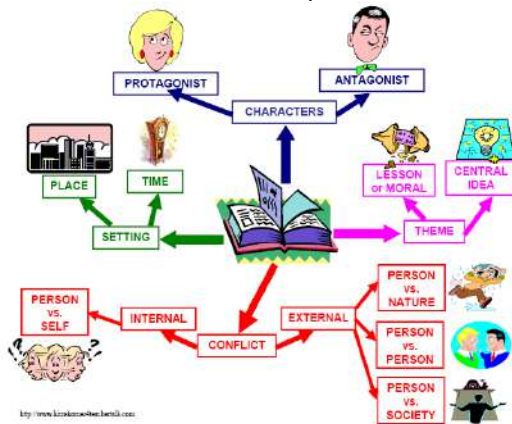 PROTAGONIST
ANTAGONIST
CHARACTERS
PLACE
TIME
SETTING
LESSON
or MORAL
CENTRAL
IDEA
THEME
PERSON
vs.
SELF
INTERNAL
CONFLICT
EXTERNAL
PERSON
vs.
NATURE
PERSON
vs.
PERSON
PERSON
vs.
SOCIETY